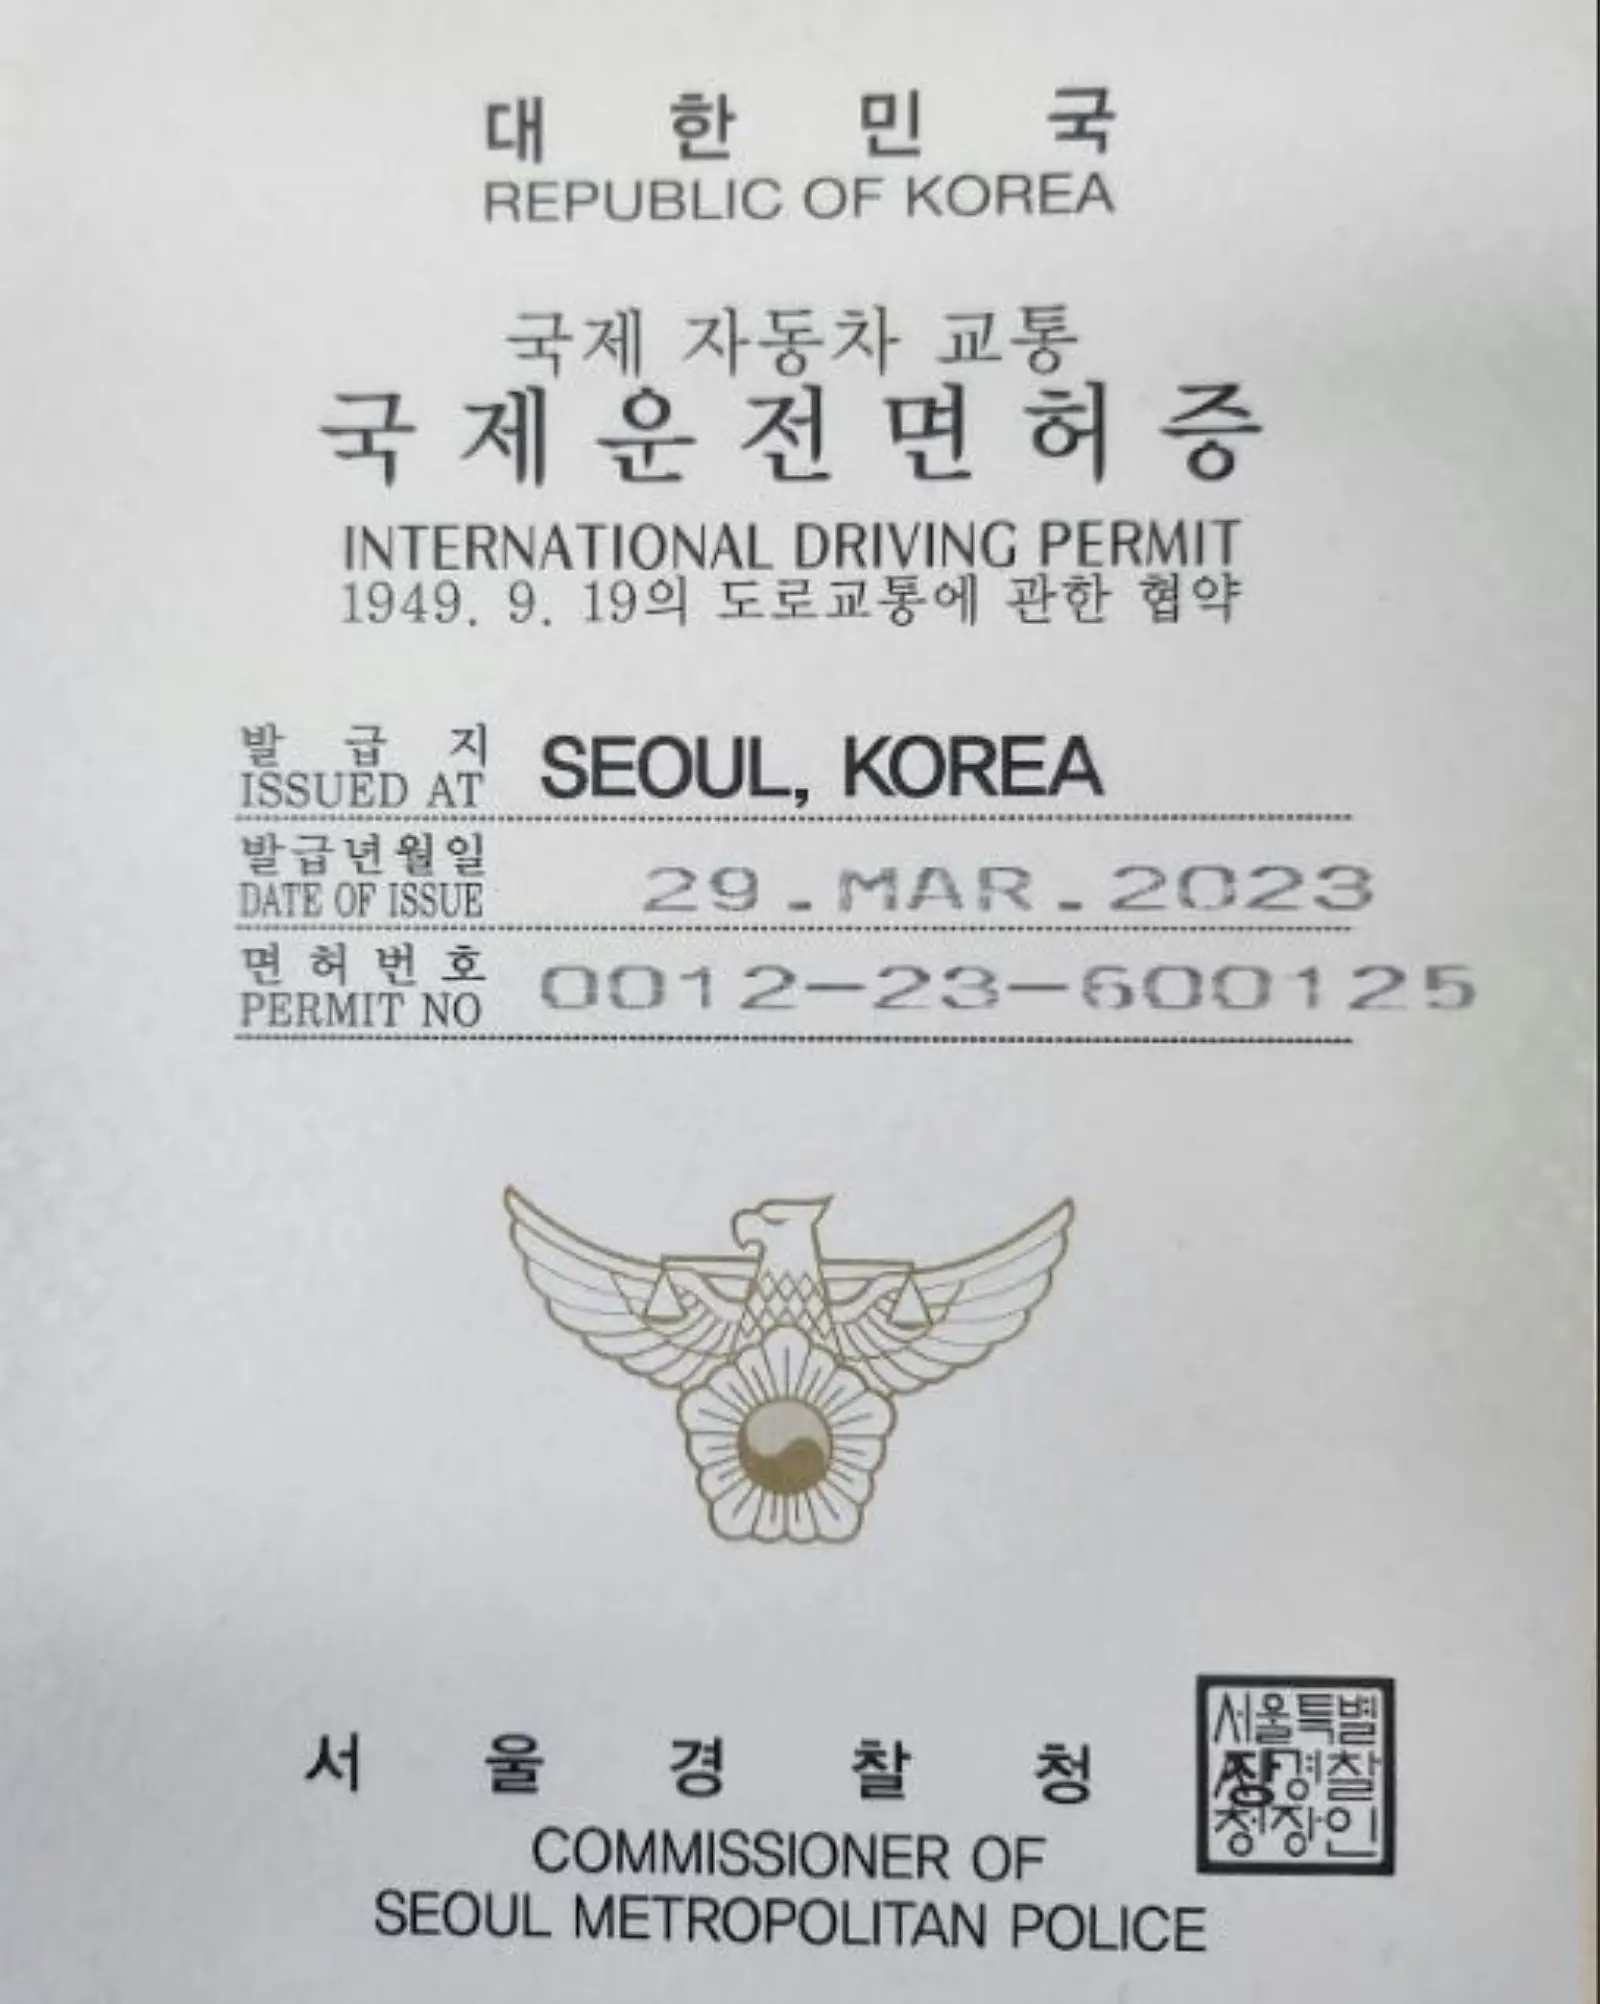 대 한 민 국
REPUBLIC OF KOREA
국제 자동차 교통
국제운전면허증
INTERNATIONAL DRIVING PERMIT
1949. 9. 19의 도로교통에 관한 협약
발 급 지
ISSUED AT SEOUL, KOREA
발급년월일
DATE OF ISSUE 29.MAR.2023
면 허 번 호
PERMIT NO 0012-23-600125
서 울 경 찰 청 장
COMMISSIONER OF
SEOUL METROPOLITAN POLICE
서울특별
시경찰
청장인